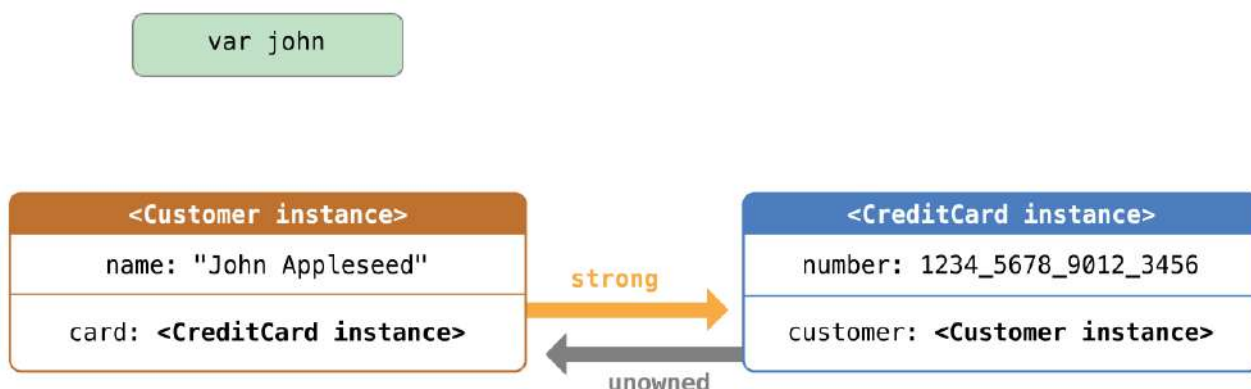 var john
<Customer instance>
name: "John Appleseed"
card: <CreditCard instance>
strong
unowned
<CreditCard instance>
number: 1234_5678_9012_3456
customer: <Customer instance>